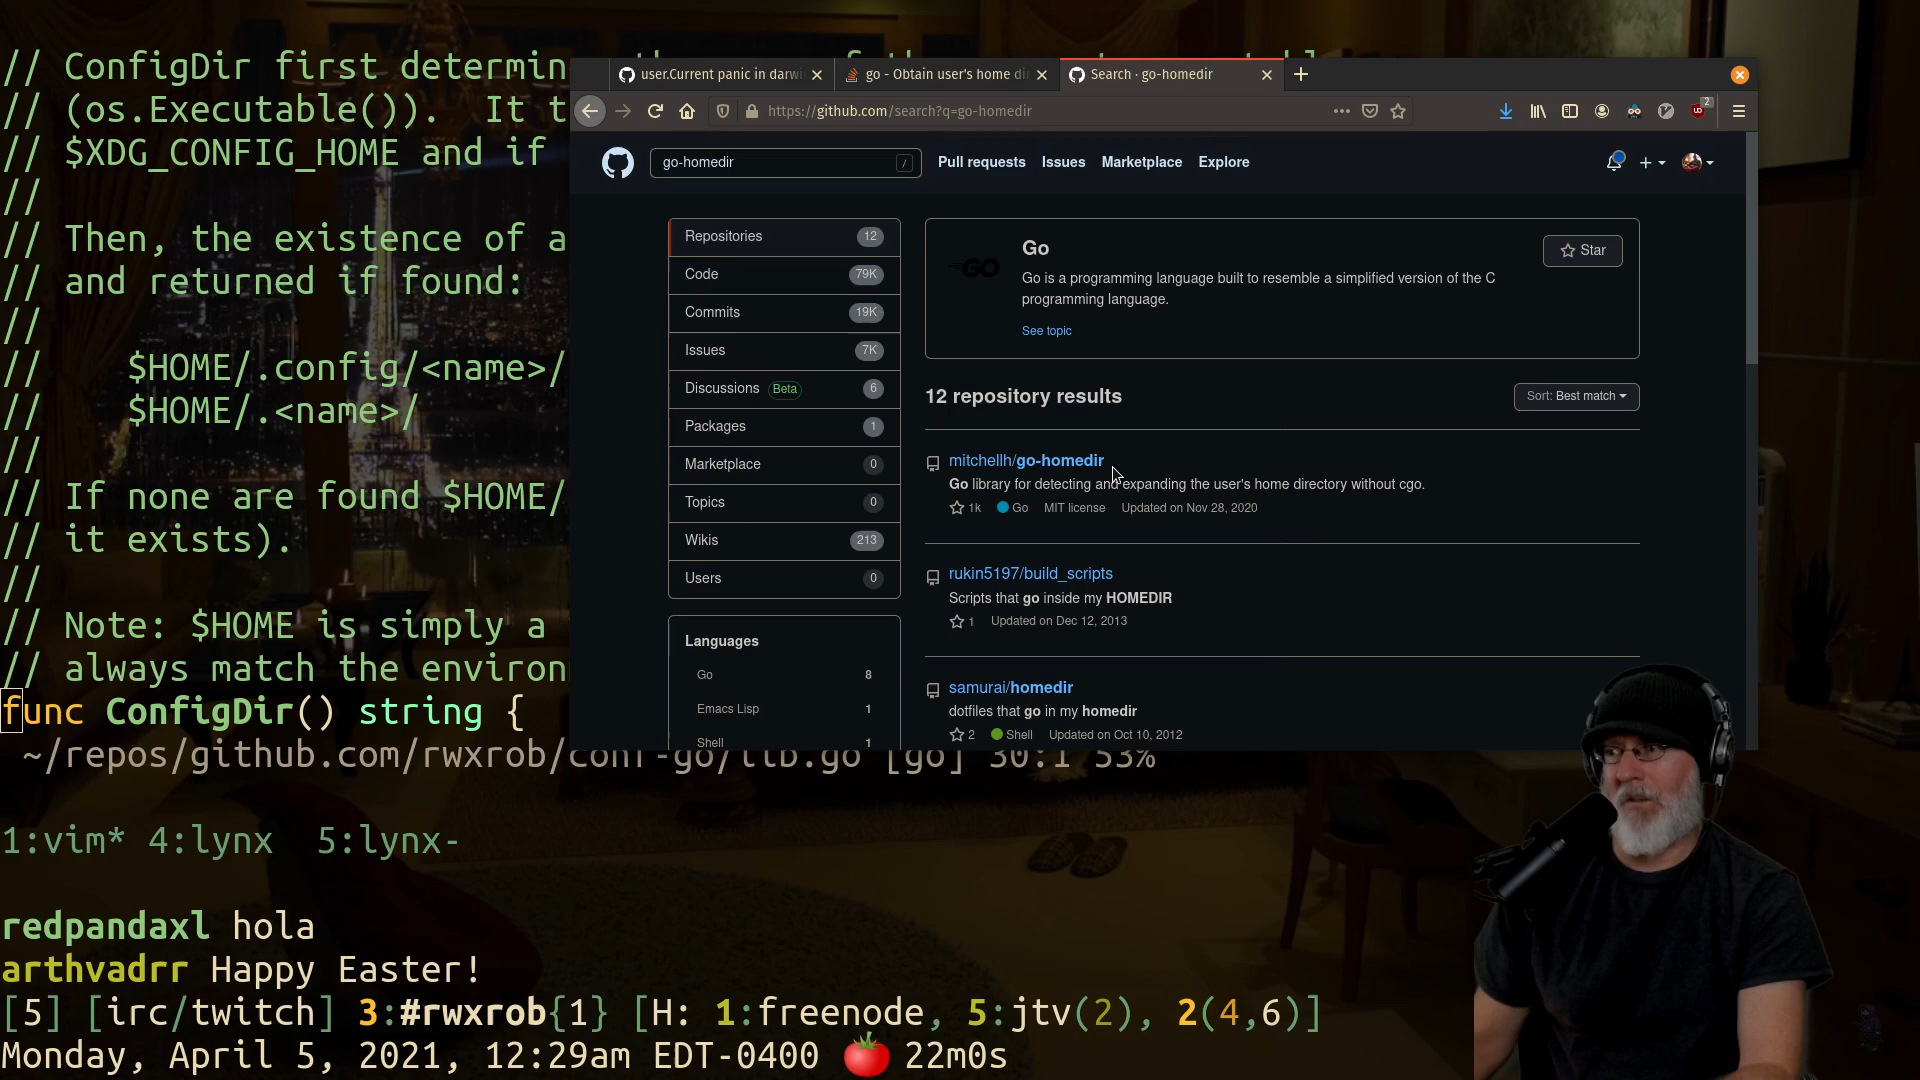 // ConfigDir first determin
// (os.Executable()).  It t
// $XDG_CONFIG_HOME and if
//
// Then, the existence of a
// and returned if found:
//
//    $HOME/.config/<name>/
//    $HOME/.<name>/
//
// If none are found $HOME/
// it exists).
//
// Note: $HOME is simply a
// always match the environ
func ConfigDir() string {
~/repos/github.com/rwxrob/conf-go/lib.go [go] 30:1 53%
1:vim* 4:lynx  5:lynx-
redpandaxl hola
arthvadrr Happy Easter!
[5] [irc/twitch] 3:#rwxrob{1} [H: 1:freenode, 5:jtv(2), 2(4,6)]
Monday, April 5, 2021, 12:29am EDT-0400 🍅 22m0s
user.Current panic in darwi
go - Obtain user's home di
Search · go-homedir
https://github.com/search?q=go-homedir
2
go-homedir /
Pull requests Issues Marketplace Explore
Repositories 12
Code 79K
Commits 19K
Issues 7K
Discussions Beta 6
Packages 1
Marketplace 0
Topics 0
Wikis 213
Users 0
Languages
Go 8
Emacs Lisp 1
Shell 1
GO
Go
Star
Go is a programming language built to resemble a simplified version of the C
programming language.
See topic
12 repository results
Sort: Best match
mitchellh/go-homedir
Go library for detecting and expanding the user's home directory without cgo.
1k Go MIT license Updated on Nov 28, 2020
rukin5197/build_scripts
Scripts that go inside my HOMEDIR
1 Updated on Dec 12, 2013
samurai/homedir
dotfiles that go in my homedir
2 Shell Updated on Oct 10, 2012